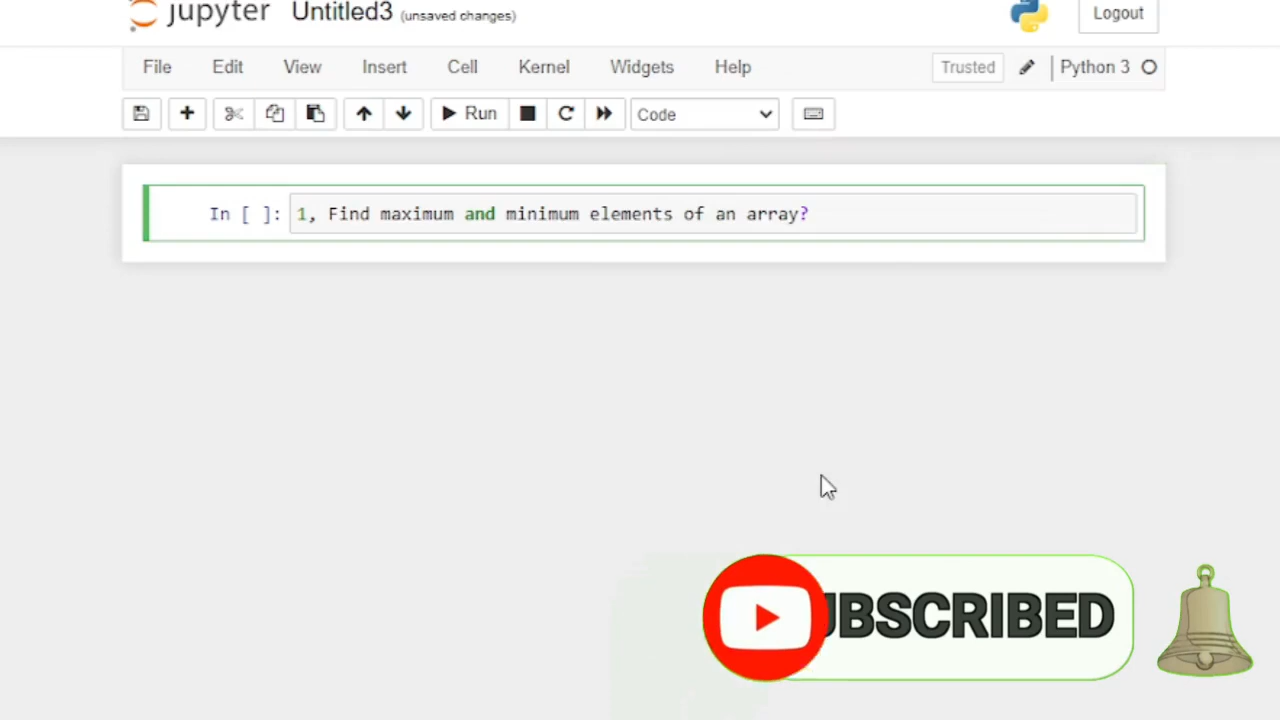 jupyter Untitled3 (unsaved changes) Logout
File Edit View Insert Cell Kernel Widgets Help Trusted Python 3
Run Code
In [ ]: 1, Find maximum and minimum elements of an array?
UBSCRIBED